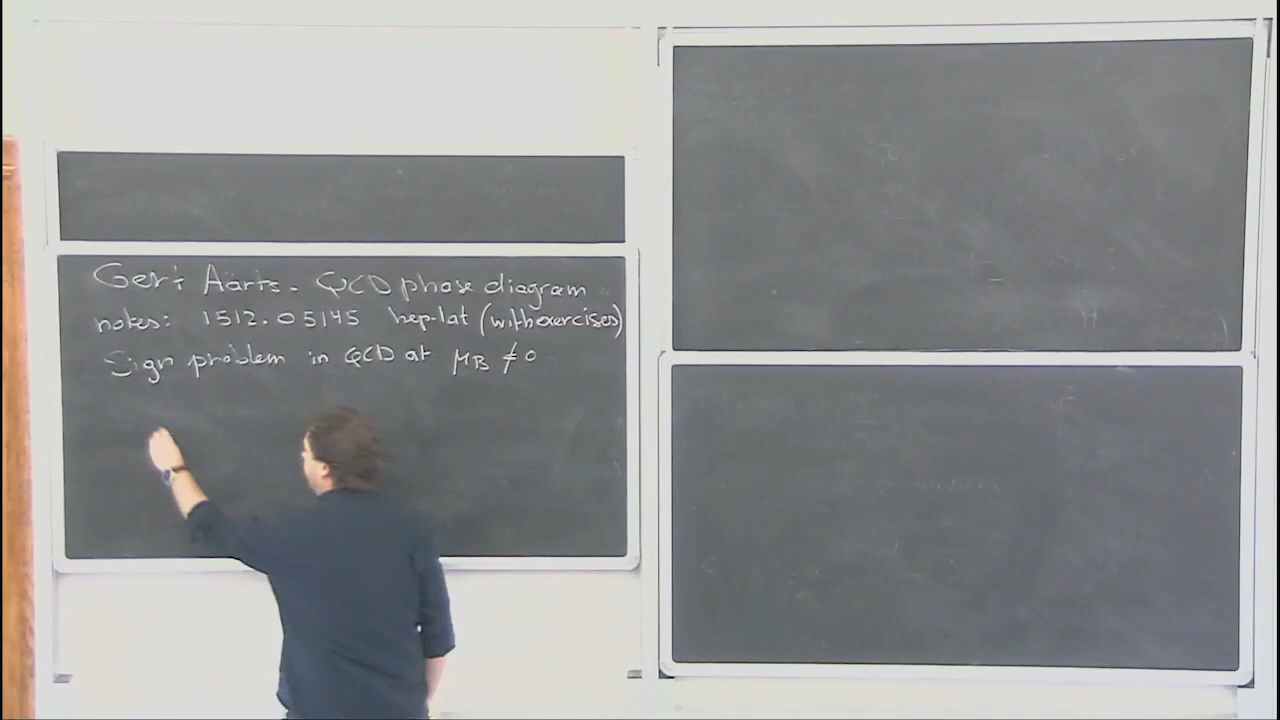 Gert Aarts - QCD phase diagram
notes: 1512.05145 hep-lat (with exercises)
Sign problem in QCD at μB ≠ 0